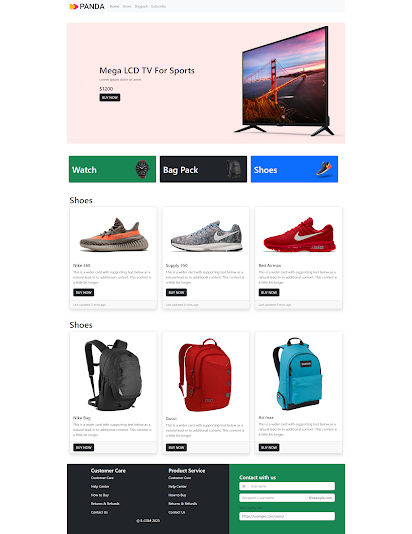 PANDA
Home Shoes Bagpack Subscribe
Mega LCD TV For Sports
Lorem ipsum dolor sit amet.
$1200
BUY NOW
Watch
Bag Pack
Shoes
Shoes
Nike 360
This is a wider card with supporting text below as a
natural lead-in to additional content. This content is
a little bit longer.
BUY NOW
Last updated 3 mins ago
Supply 350
This is a wider card with supporting text below as a
natural lead-in to additional content. This content is
a little bit longer.
BUY NOW
Last updated 3 mins ago
Red Airmax
This is a wider card with supporting text below as a
natural lead-in to additional content. This content is
a little bit longer.
BUY NOW
Last updated 3 mins ago
Shoes
Nike Bag
This is a wider card with supporting text below as a
natural lead-in to additional content. This content is
a little bit longer.
BUY NOW
Gucci
This is a wider card with supporting text below as a
natural lead-in to additional content. This content is
a little bit longer.
BUY NOW
Air max
This is a wider card with supporting text below as a
natural lead-in to additional content. This content is
a little bit longer.
BUY NOW
Customer Care
Customer Care
Help Center
How to Buy
Returns & Refunds
Contact Us
Product Service
Customer Care
Help Center
How to Buy
Returns & Refunds
Contact Us
Contact with us
@ Username
Recipient's username @example.com
https://example.com/users/